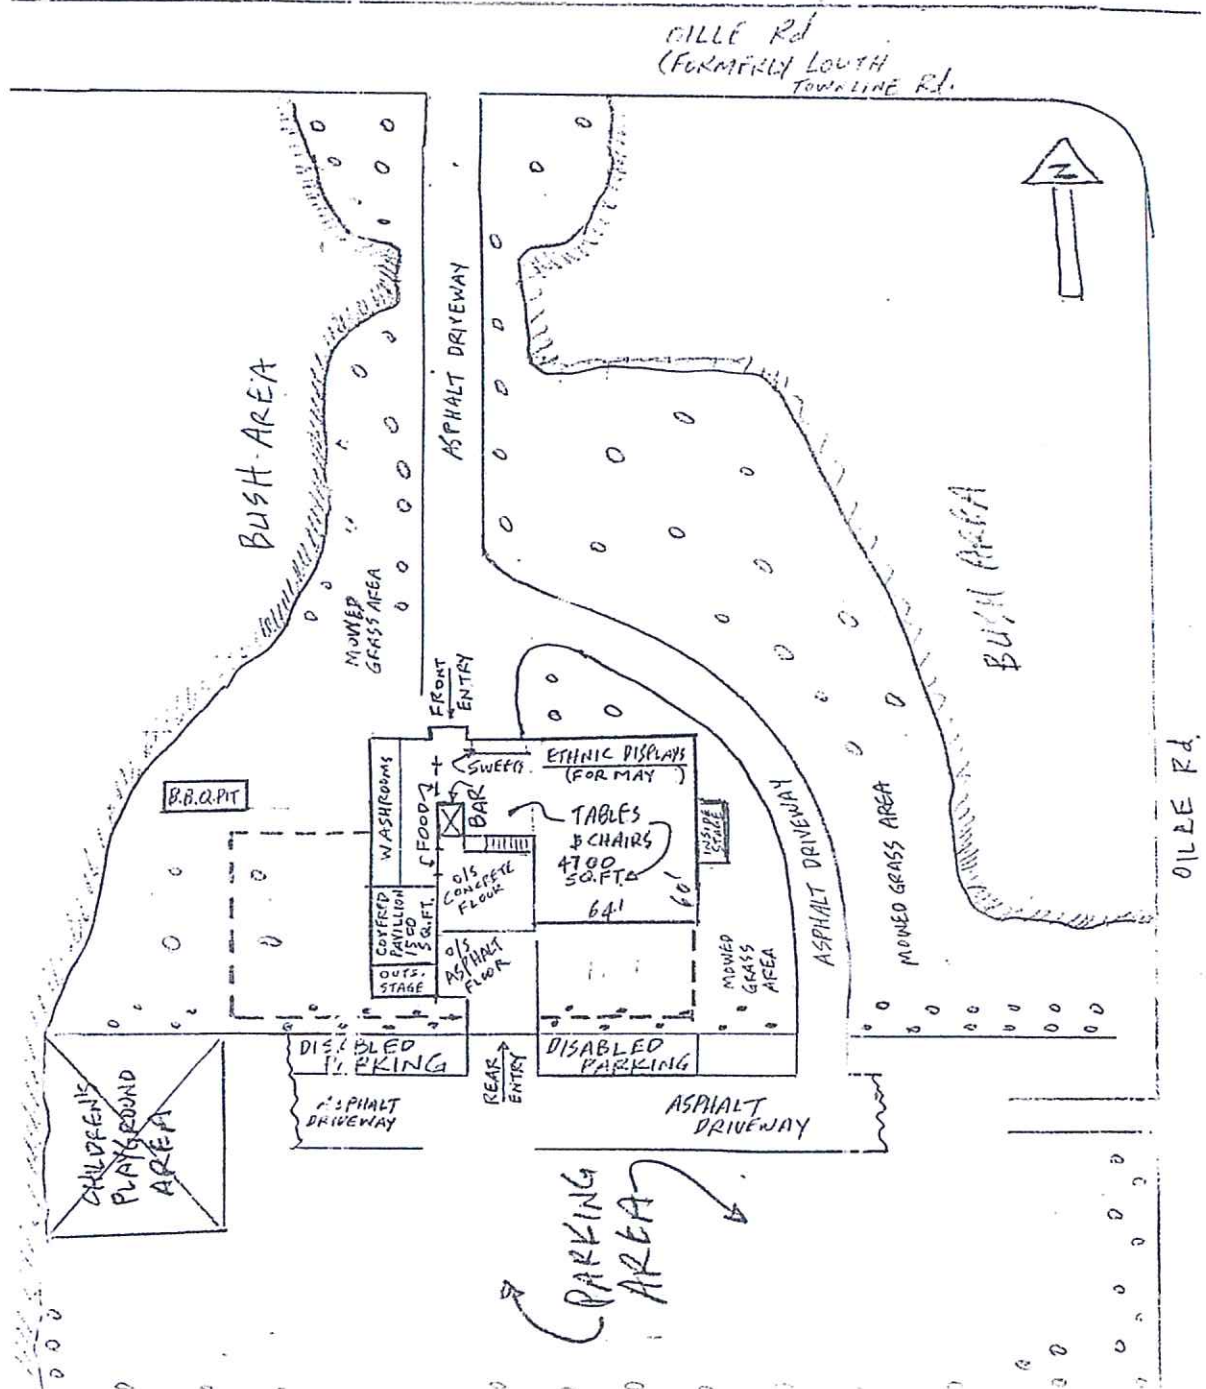 OILLE Rd
(FORMERLY LOUTH
TOWNLINE Rd.
N
ASPHALT DRIVEWAY
BUSH AREA
MOWED
GRASS AREA
BUSH AREA
OILLE Rd.
FRONT
ENTRY
B.B.Q. PIT
WASHROOMS
FOOD
SWEETS
BAR
ETHNIC DISPLAYS
(FOR MAY )
TABLES
& CHAIRS
4700
SQ.FT.
64'
60'
INSIDE
STAGE
O/S
CONCRETE
FLOOR
COVERED
PAVILLION
1500
SQ.FT.
OUTS.
STAGE
O/S
ASPHALT
FLOOR
MOWED
GRASS
AREA
ASPHALT DRIVEWAY
ASPHALT DRIVEWAY
MOWED GRASS AREA
DISABLED
PARKING
REAR
ENTRY
DISABLED
PARKING
ASPHALT
DRIVEWAY
ASPHALT
DRIVEWAY
CHILDREN'S
PLAYGROUND
AREA
PARKING
AREA